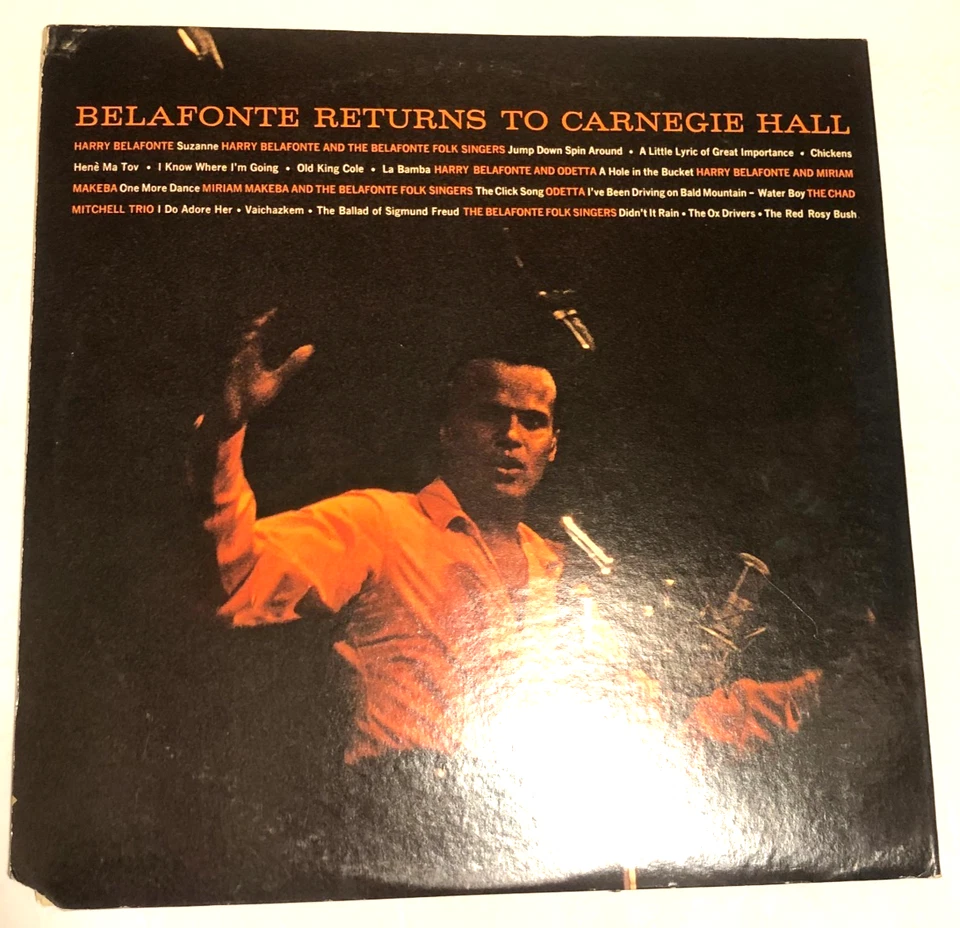 BELAFONTE RETURNS TO CARNEGIE HALL
HARRY BELAFONTE Suzanne HARRY BELAFONTE AND THE BELAFONTE FOLK SINGERS Jump Down Spin Around • A Little Lyric of Great Importance • Chickens
Henè Ma Tov • I Know Where I'm Going • Old King Cole • La Bamba HARRY BELAFONTE AND ODETTA A Hole in the Bucket HARRY BELAFONTE AND MIRIAM
MAKEBA One More Dance MIRIAM MAKEBA AND THE BELAFONTE FOLK SINGERS The Click Song ODETTA I've Been Driving on Bald Mountain – Water Boy THE CHAD
MITCHELL TRIO I Do Adore Her • Vaichazkem • The Ballad of Sigmund Freud THE BELAFONTE FOLK SINGERS Didn't It Rain • The Ox Drivers • The Red Rosy Bush